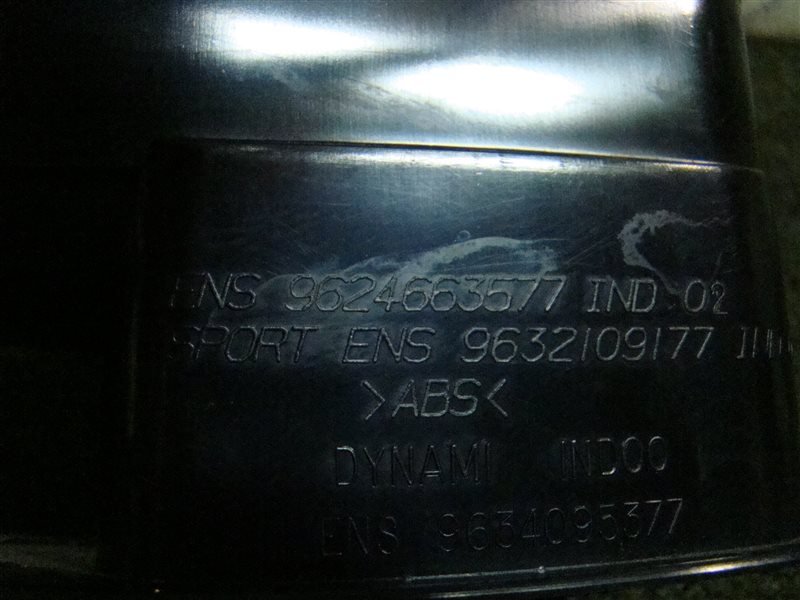 ENS 9624663577 IND 02
SPORT ENS 9632109177
>ABS<
DYNAMI IND00
ENS 9634095377